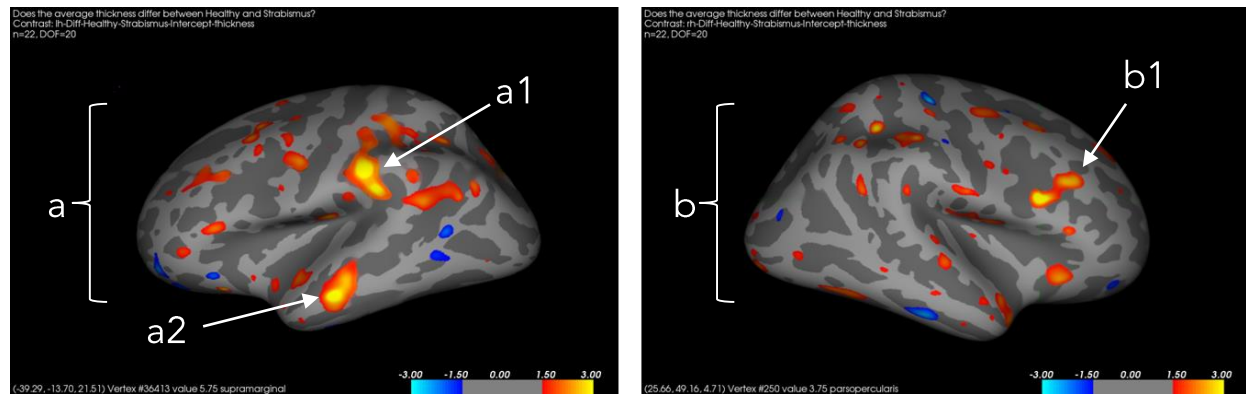 Does the average thickness differ between Healthy and Strabismus?
Contrast: lh-Diff-Healthy-Strabismus-Intercept-thickness
n=22, DOF=20
a1
a
a2
-3.00 -1.50 0.00 1.50 3.00
(-39.29, -13.70, 21.51) Vertex #36413 value 5.75 supramarginal
Does the average thickness differ between Healthy and Strabismus?
Contrast: rh-Diff-Healthy-Strabismus-Intercept-thickness
n=22, DOF=20
b1
b
-3.00 -1.50 0.00 1.50 3.00
(25.66, 49.16, 4.71) Vertex #250 value 3.75 parsopercularis